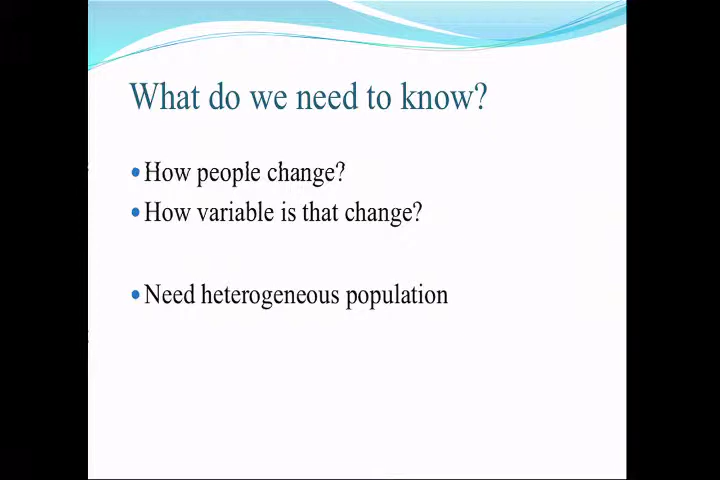 What do we need to know?
How people change?
How variable is that change?
Need heterogeneous population